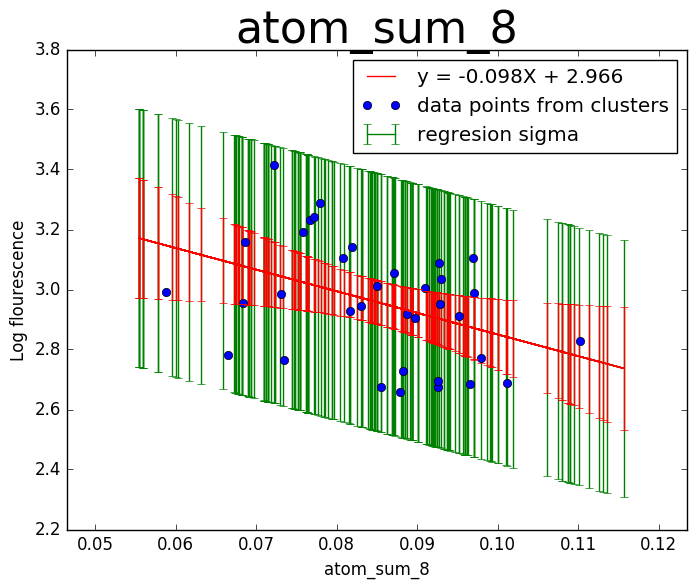 atom_sum_8
y = -0.098X + 2.966
data points from clusters
regresion sigma
Log flourescence
3.8
3.6
3.4
3.2
3.0
2.8
2.6
2.4
2.2
0.05 0.06 0.07 0.08 0.09 0.10 0.11 0.12
atom_sum_8